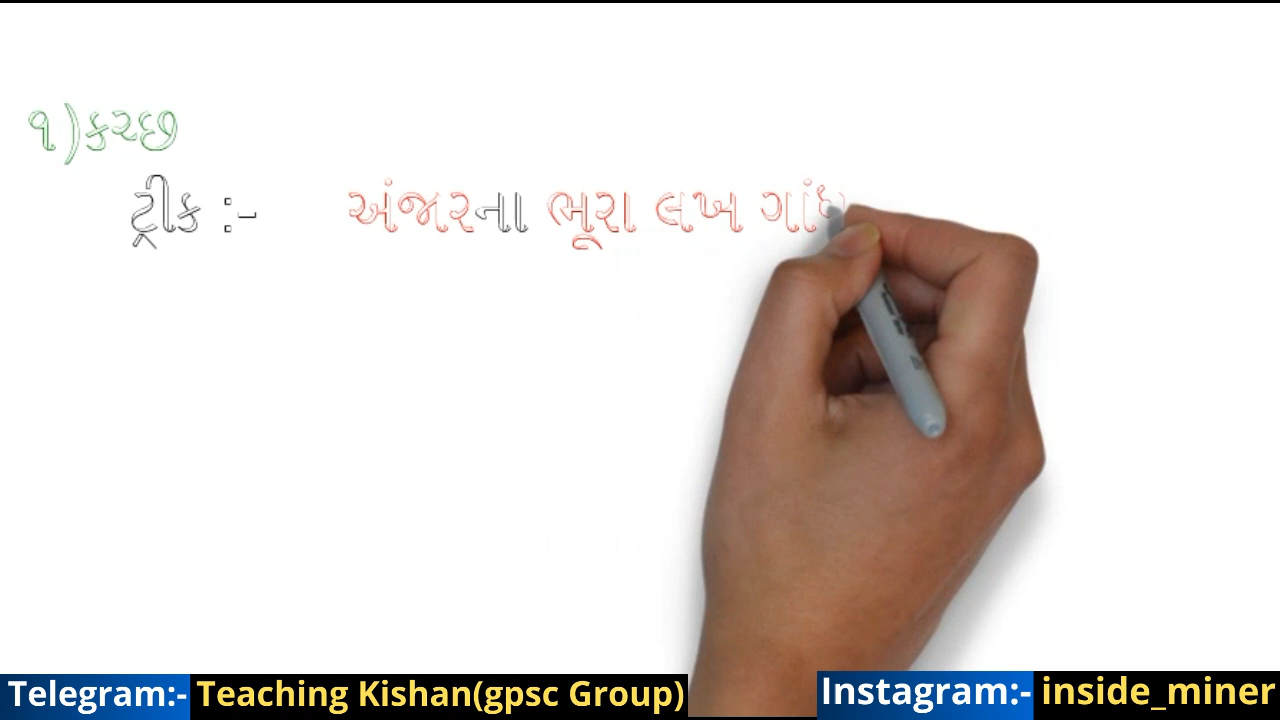 ૧)કચ્છ
ટ્રીક :- અંજારના ભૂરા લખ ગાંધ
Telegram:- Teaching Kishan(gpsc Group)
Instagram:- inside_miner